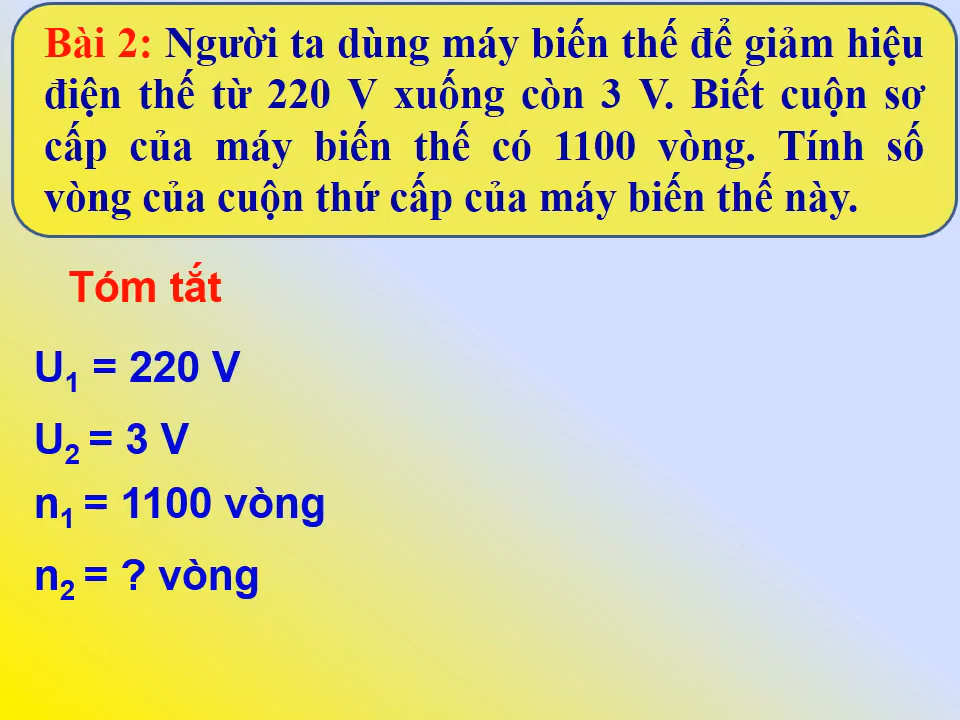 Bài 2: Người ta dùng máy biến thế để giảm hiệu
điện thế từ 220 V xuống còn 3 V. Biết cuộn sơ
cấp của máy biến thế có 1100 vòng. Tính số
vòng của cuộn thứ cấp của máy biến thế này.
Tóm tắt
U₁ = 220 V
U₂ = 3 V
n₁ = 1100 vòng
n₂ = ? vòng